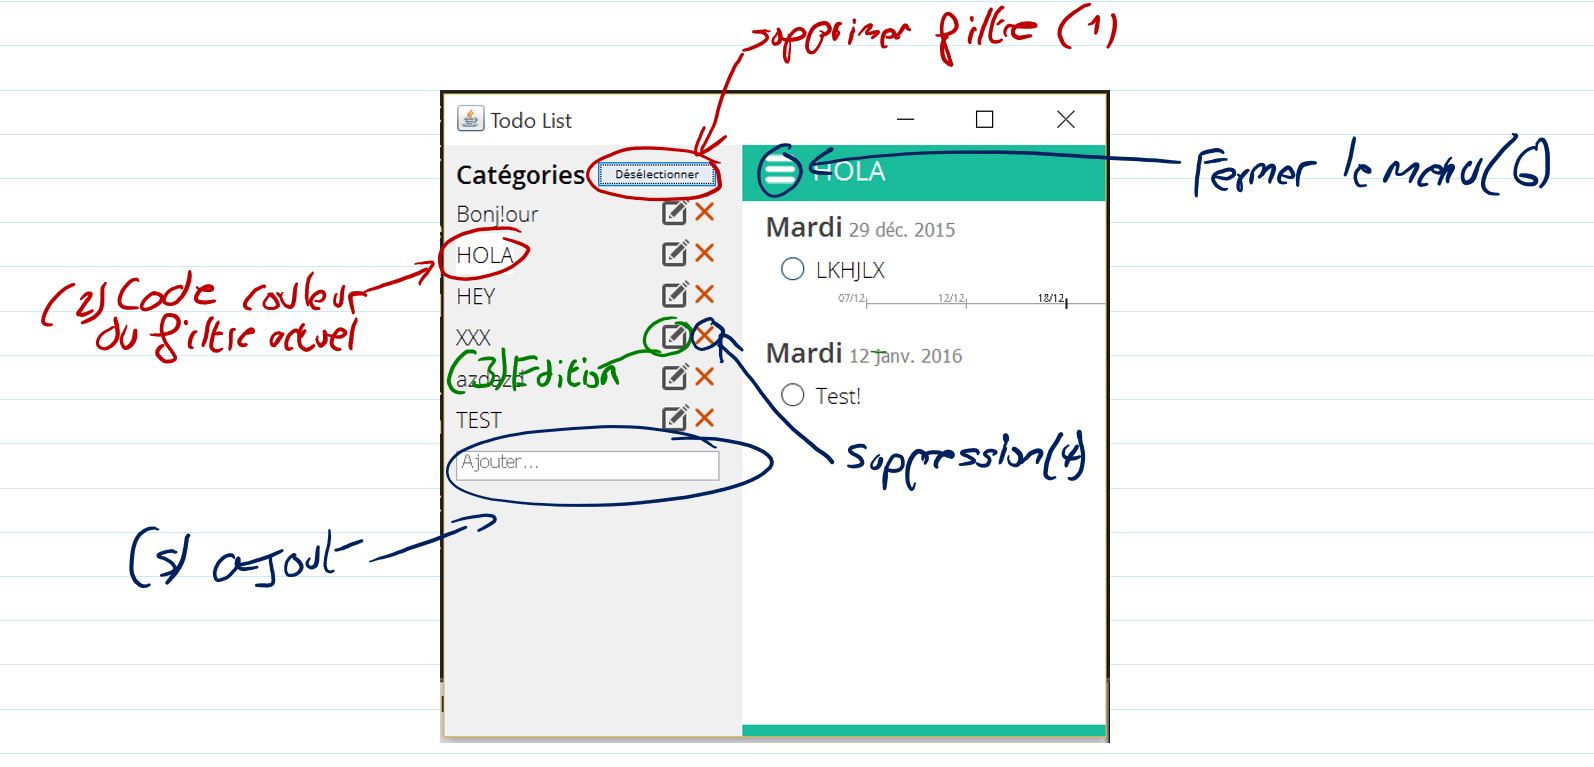 supprimer filtre (1)
Todo List
Catégories
Désélectionner
HOLA
Fermer le menu (6)
Bonj!our
Mardi 29 déc. 2015
HOLA
LKHJLX
(2) Code couleur
du filtre actuel
HEY
07/12 12/12 18/12
XXX
Mardi 12 janv. 2016
(3) Edition
azdazd
Test!
TEST
Suppression (4)
Ajouter...
(5) ajout